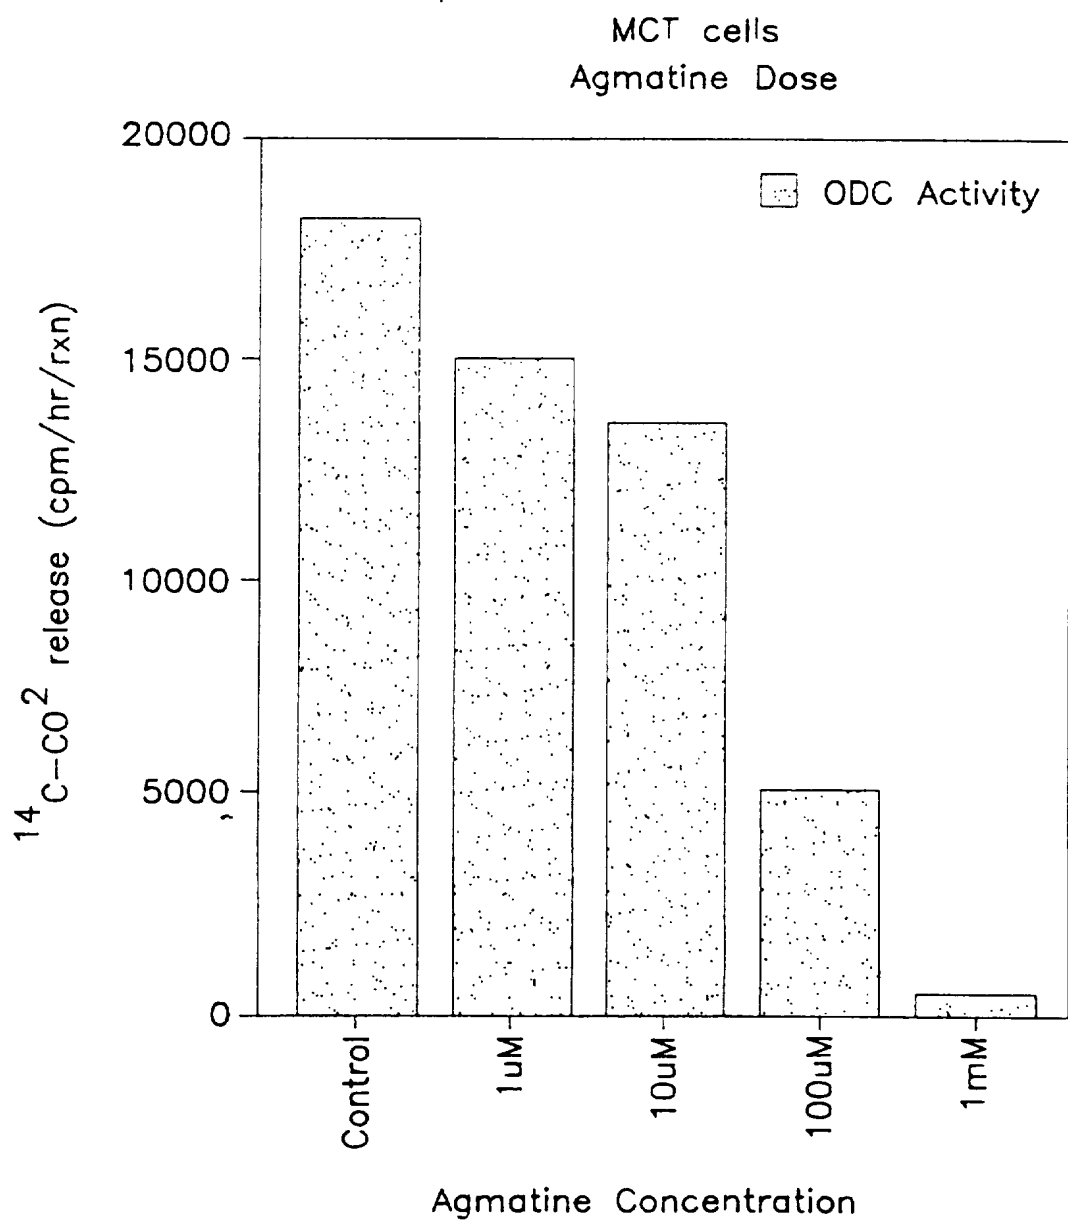 MCT cells
Agmatine Dose
ODC Activity
20000
15000
10000
5000
0
14C-CO2 release (cpm/hr/rxn)
Control
1uM
10uM
100uM
1mM
Agmatine Concentration